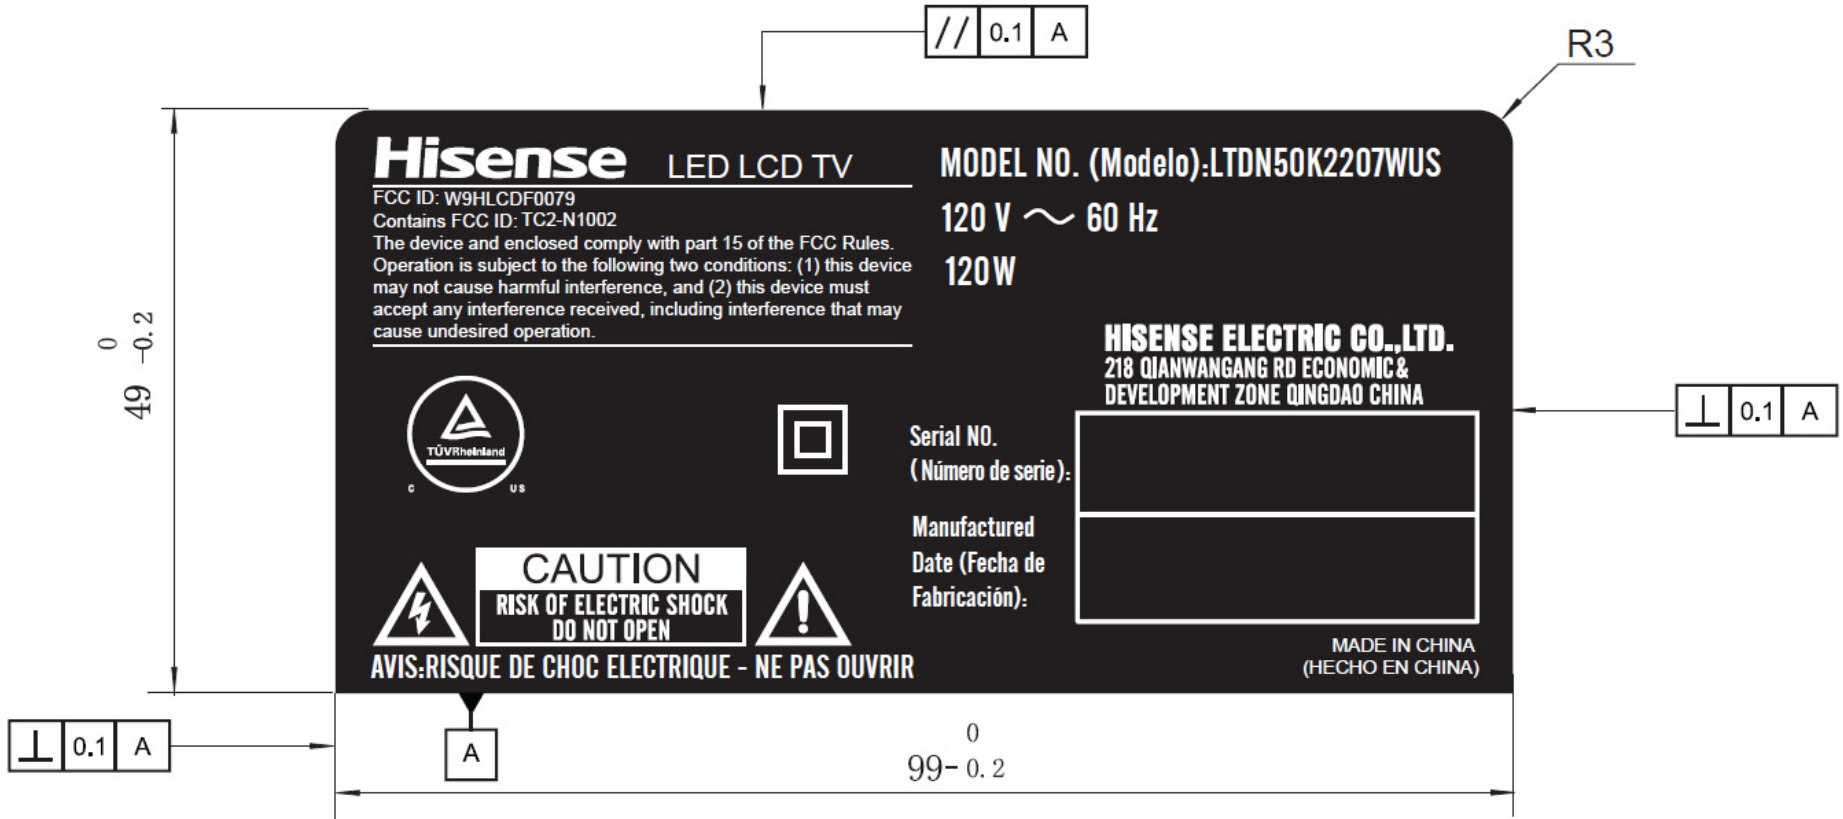 // 0.1 A
R3
Hisense LED LCD TV
FCC ID: W9HLCDF0079
Contains FCC ID: TC2-N1002
The device and enclosed comply with part 15 of the FCC Rules.
Operation is subject to the following two conditions: (1) this device
may not cause harmful interference, and (2) this device must
accept any interference received, including interference that may
cause undesired operation.
MODEL NO. (Modelo):LTDN50K2207WUS
120 V ～ 60 Hz
120W
HISENSE ELECTRIC CO.,LTD.
218 QIANWANGANG RD ECONOMIC &
DEVELOPMENT ZONE QINGDAO CHINA
0
49 -0.2
⊥ 0.1 A
TÜVRheinland
C US
Serial NO.
(Número de serie):
Manufactured
Date (Fecha de
Fabricación):
CAUTION
RISK OF ELECTRIC SHOCK
DO NOT OPEN
AVIS:RISQUE DE CHOC ELECTRIQUE - NE PAS OUVRIR
MADE IN CHINA
(HECHO EN CHINA)
⊥ 0.1 A
A
0
99-0.2